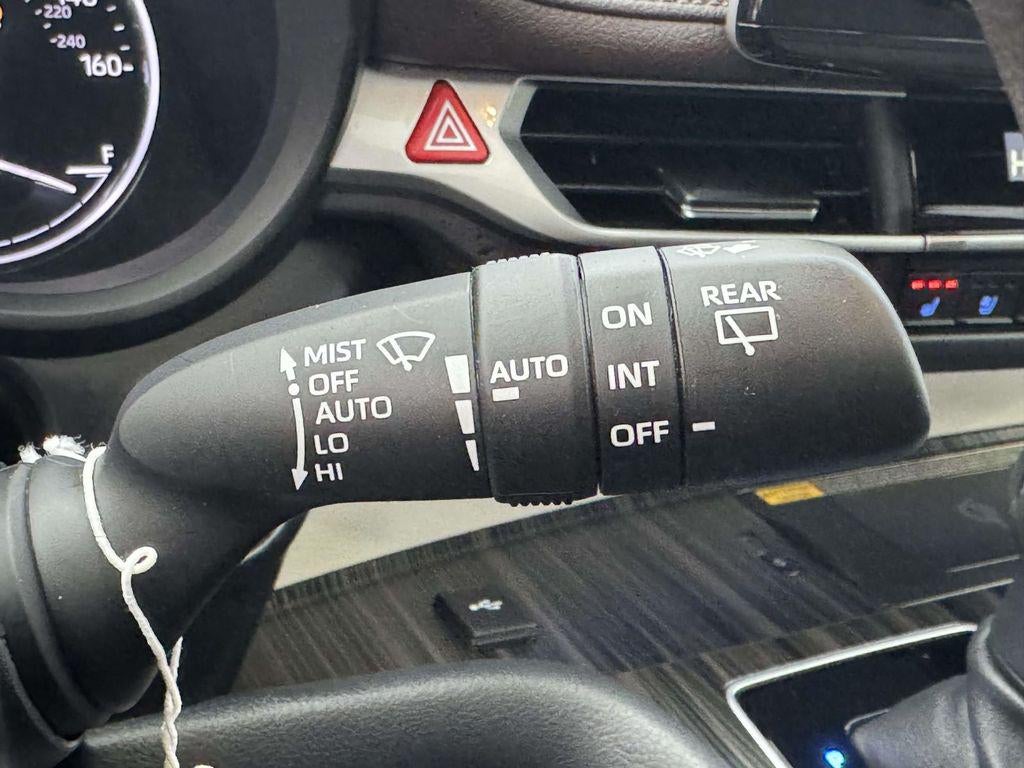 220
240
160
F
H
MIST
OFF
AUTO
LO
HI
AUTO
ON
INT
OFF
REAR